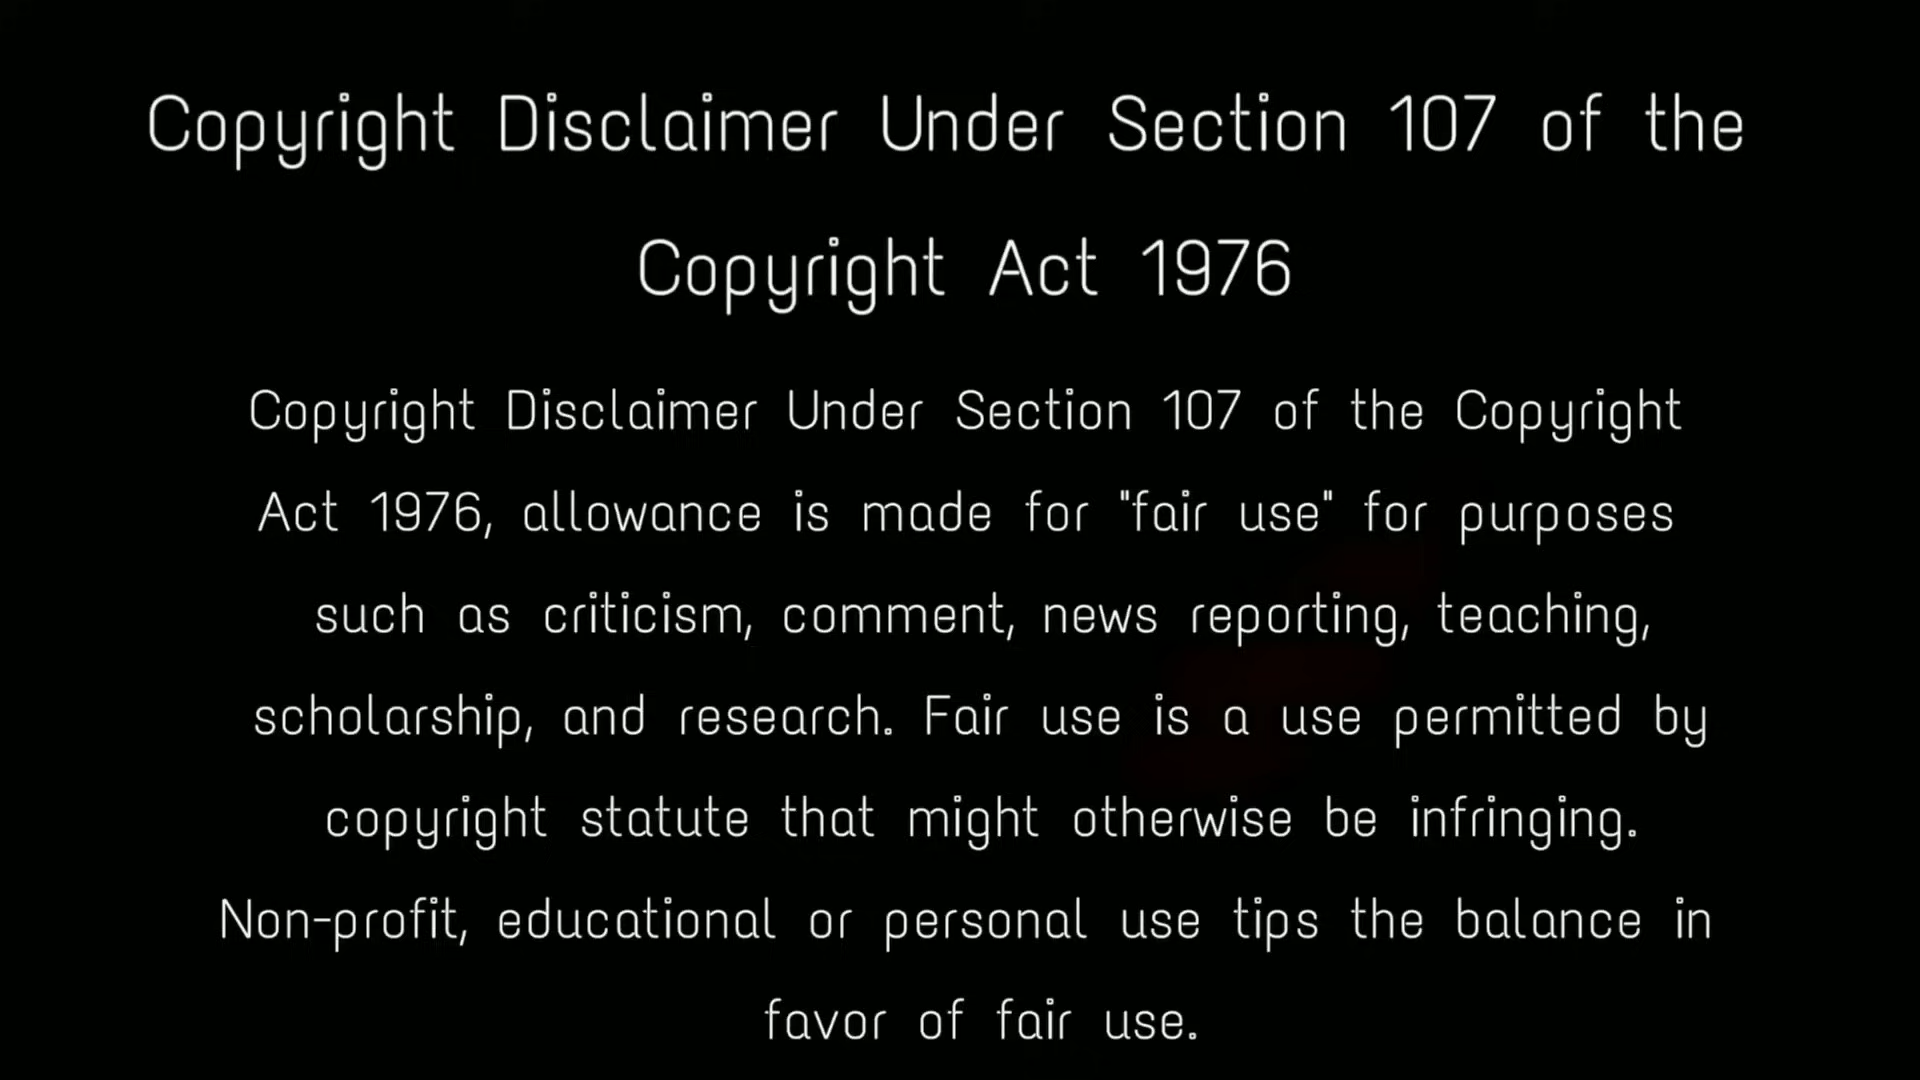 Copyright Disclaimer Under Section 107 of the
Copyright Act 1976
Copyright Disclaimer Under Section 107 of the Copyright
Act 1976, allowance is made for "fair use" for purposes
such as criticism, comment, news reporting, teaching,
scholarship, and research. Fair use is a use permitted by
copyright statute that might otherwise be infringing.
Non-profit, educational or personal use tips the balance in
favor of fair use.